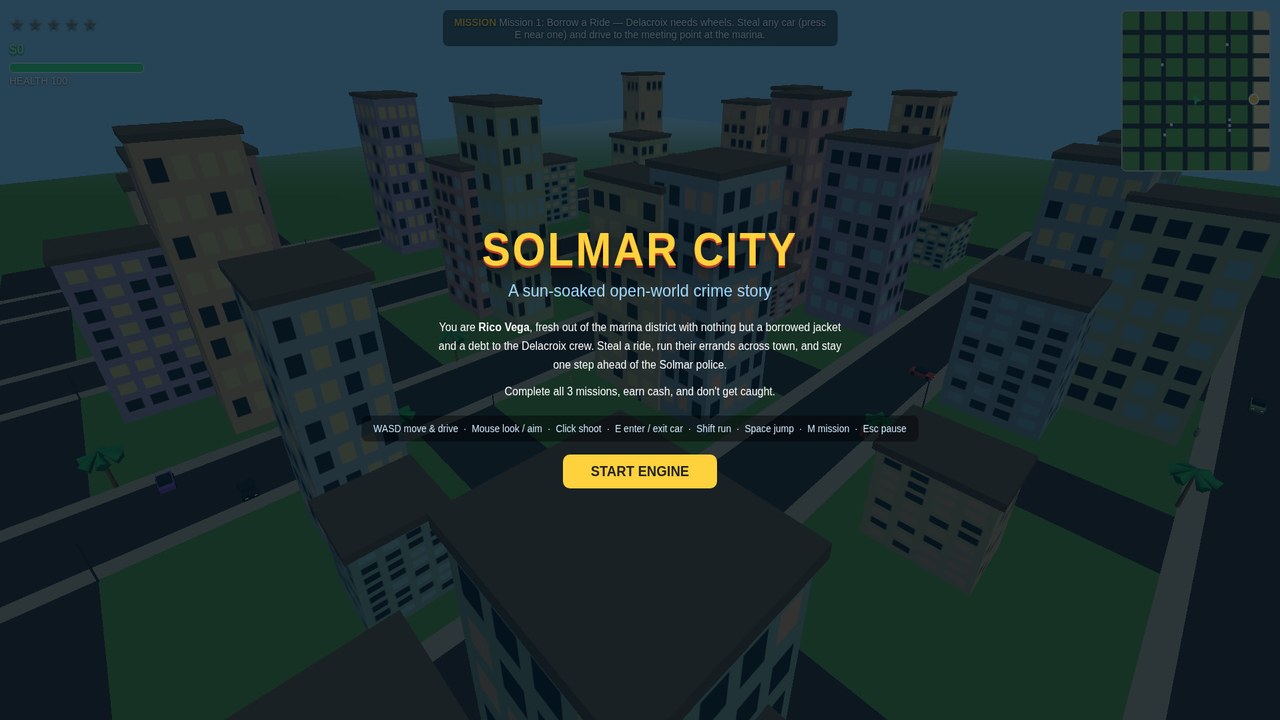 MISSION Mission 1: Borrow a Ride — Delacroix needs wheels. Steal any car (press
E near one) and drive to the meeting point at the marina.
$0
HEALTH 100
SOLMAR CITY
A sun-soaked open-world crime story
You are Rico Vega, fresh out of the marina district with nothing but a borrowed jacket
and a debt to the Delacroix crew. Steal a ride, run their errands across town, and stay
one step ahead of the Solmar police.
Complete all 3 missions, earn cash, and don't get caught.
WASD move & drive · Mouse look / aim · Click shoot · E enter / exit car · Shift run · Space jump · M mission · Esc pause
START ENGINE